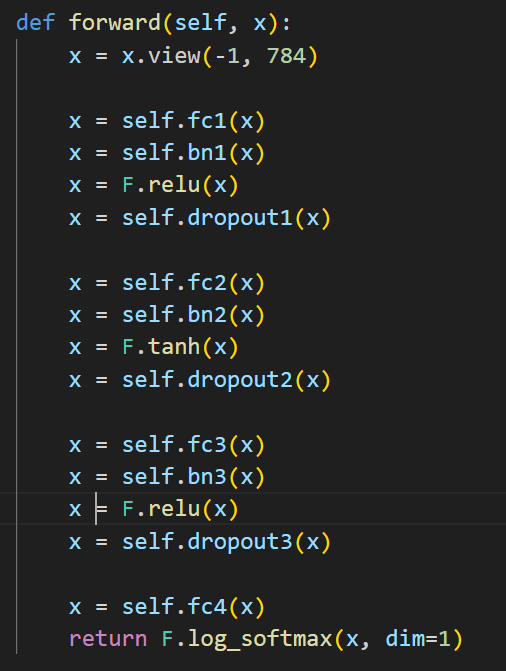 def forward(self, x):
    x = x.view(-1, 784)

    x = self.fc1(x)
    x = self.bn1(x)
    x = F.relu(x)
    x = self.dropout1(x)

    x = self.fc2(x)
    x = self.bn2(x)
    x = F.tanh(x)
    x = self.dropout2(x)

    x = self.fc3(x)
    x = self.bn3(x)
    x = F.relu(x)
    x = self.dropout3(x)

    x = self.fc4(x)
    return F.log_softmax(x, dim=1)